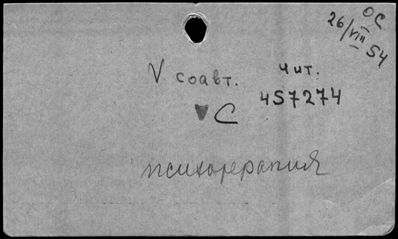 ОС
26/VIII 54
V соавт. чит.
457274
С
психотерапия